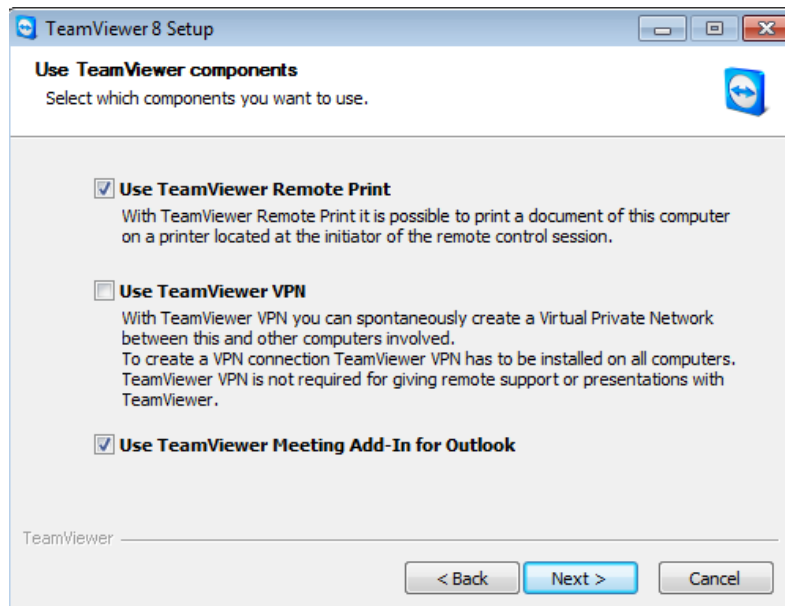 TeamViewer 8 Setup
Use TeamViewer components
Select which components you want to use.
Use TeamViewer Remote Print
With TeamViewer Remote Print it is possible to print a document of this computer
on a printer located at the initiator of the remote control session.
Use TeamViewer VPN
With TeamViewer VPN you can spontaneously create a Virtual Private Network
between this and other computers involved.
To create a VPN connection TeamViewer VPN has to be installed on all computers.
TeamViewer VPN is not required for giving remote support or presentations with
TeamViewer.
Use TeamViewer Meeting Add-In for Outlook
TeamViewer
< Back Next > Cancel